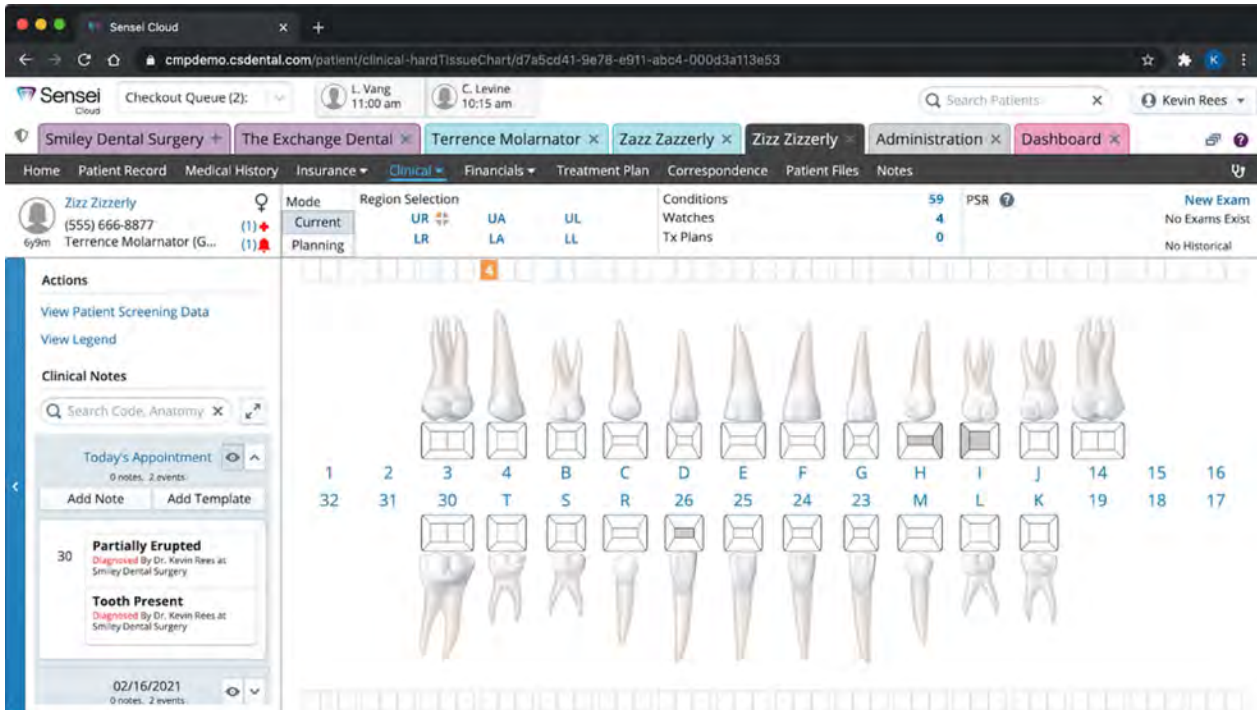 Sensei Cloud × +
cmpdemo.csdental.com/patient/clinical-hardTissueChart/d7a5cd41-9e78-e911-abc4-000d3a113e53 K
Sensei Cloud Checkout Queue (2): L. Vang 11:00 am C. Levine 10:15 am Search Patients × Kevin Rees
Smiley Dental Surgery + The Exchange Dental × Terrence Molarnator × Zazz Zazzerly × Zizz Zizzerly × Administration × Dashboard × ?
Home Patient Record Medical History Insurance Clinical Financials Treatment Plan Correspondence Patient Files Notes
Zizz Zizzerly
(555) 666-8877 (1)
6y9m Terrence Molarnator (G... (1)
Mode
Current
Planning
Region Selection
UR UA UL
LR LA LL
Conditions 59
Watches 4
Tx Plans 0
PSR ?
New Exam
No Exams Exist
No Historical
Actions
View Patient Screening Data
View Legend
Clinical Notes
Search Code, Anatomy ×
Today's Appointment
0 notes, 2 events
Add Note Add Template
30 Partially Erupted
Diagnosed By Dr. Kevin Rees at
Smiley Dental Surgery
Tooth Present
Diagnosed By Dr. Kevin Rees at
Smiley Dental Surgery
02/16/2021
0 notes, 2 events
4
1 2 3 4 B C D E F G H I J 14 15 16
32 31 30 T S R 26 25 24 23 M L K 19 18 17